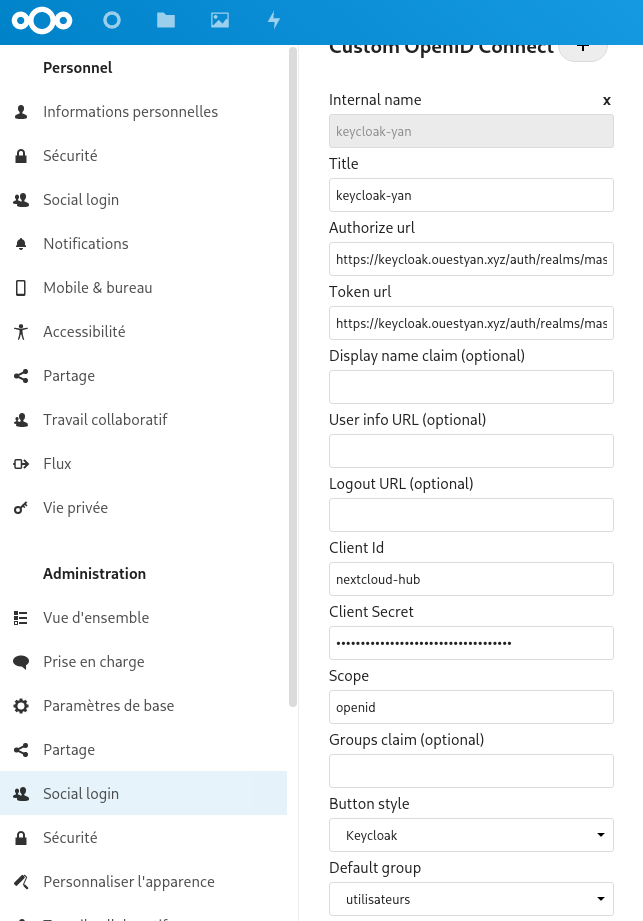 Personnel
Informations personnelles
Sécurité
Social login
Notifications
Mobile & bureau
Accessibilité
Partage
Travail collaboratif
Flux
Vie privée
Administration
Vue d'ensemble
Prise en charge
Paramètres de base
Partage
Social login
Sécurité
Personnaliser l'apparence
Custom OpenID Connect +
Internal name x
keycloak-yan
Title
keycloak-yan
Authorize url
https://keycloak.ouestyan.xyz/auth/realms/mas
Token url
https://keycloak.ouestyan.xyz/auth/realms/mas
Display name claim (optional)
User info URL (optional)
Logout URL (optional)
Client Id
nextcloud-hub
Client Secret
Scope
openid
Groups claim (optional)
Button style
Keycloak
Default group
utilisateurs